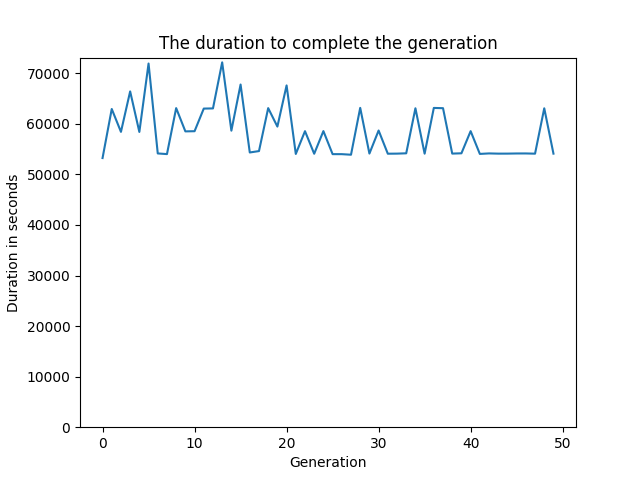 The duration to complete the generation
Duration in seconds
70000
60000
50000
40000
30000
20000
10000
0
0 10 20 30 40 50
Generation